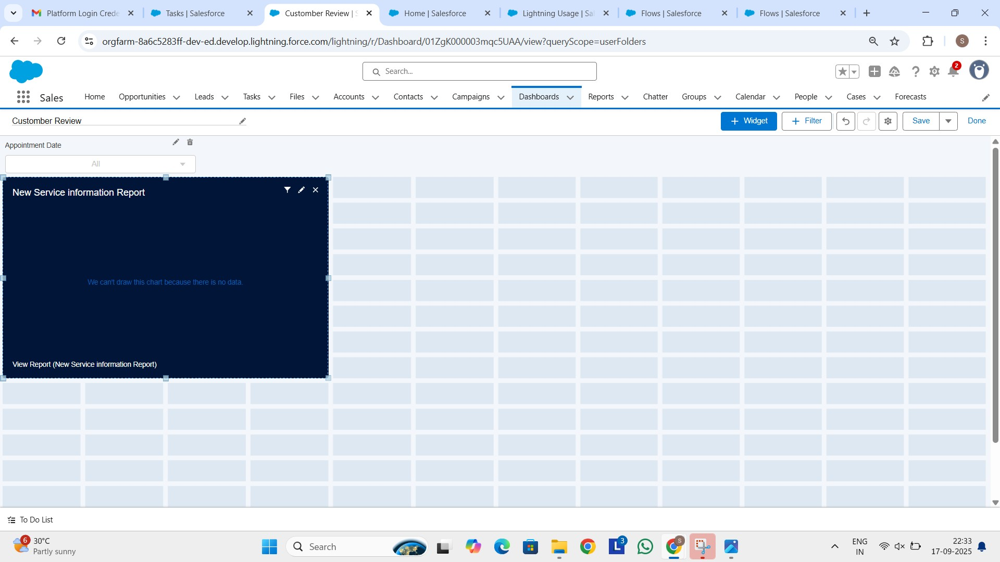 Platform Login Crede
Tasks | Salesforce
Customber Review | S
Home | Salesforce
Lightning Usage | Sal
Flows | Salesforce
Flows | Salesforce
orgfarm-8a6c5283ff-dev-ed.develop.lightning.force.com/lightning/r/Dashboard/01ZgK000003mqc5UAA/view?queryScope=userFolders
S
Search...
2
Sales
Home
Opportunities
Leads
Tasks
Files
Accounts
Contacts
Campaigns
Dashboards
Reports
Chatter
Groups
Calendar
People
Cases
Forecasts
Customber Review
+ Widget
+ Filter
Save
Done
Appointment Date
All
New Service information Report
We can't draw this chart because there is no data.
View Report (New Service information Report)
To Do List
6
30°C
Partly sunny
Search
L
3
S
ENG
IN
22:33
17-09-2025